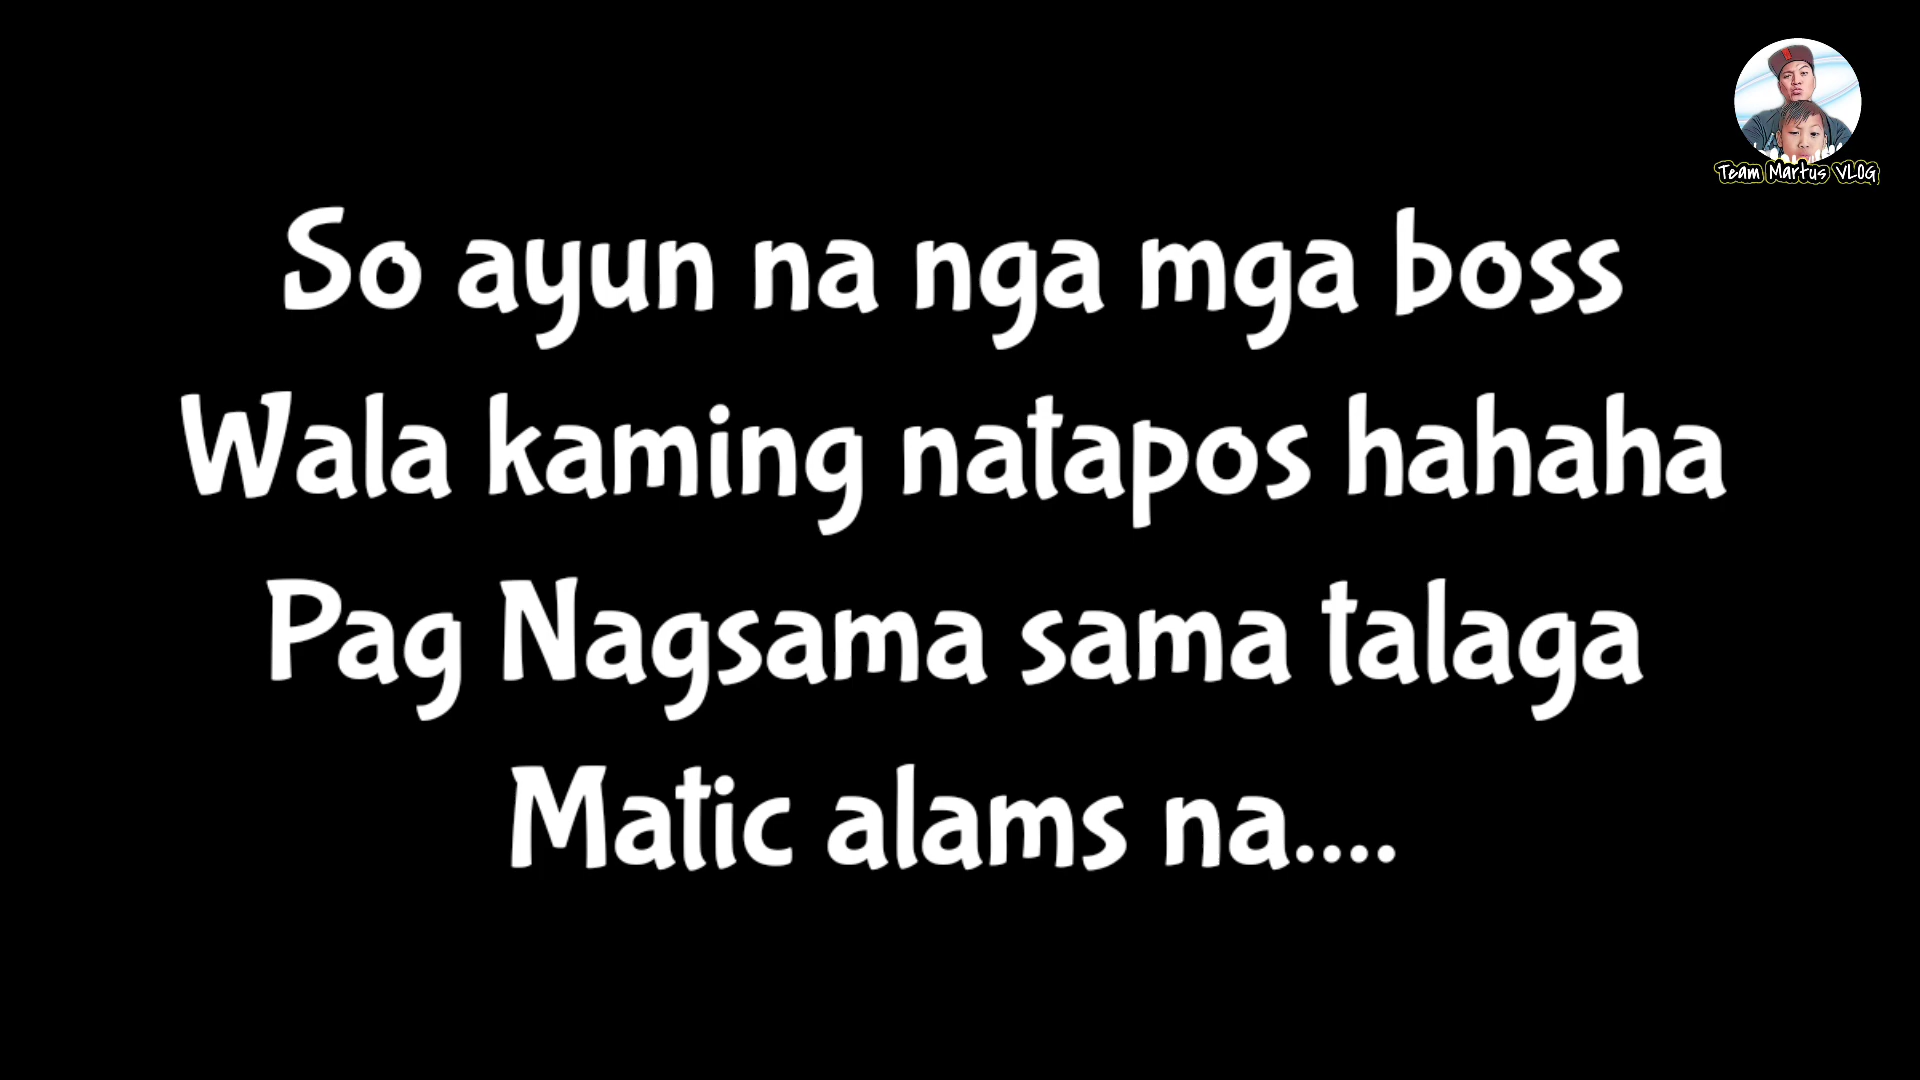 Team Martus VLOG
So ayun na nga mga boss
Wala kaming natapos hahaha
Pag Nagsama sama talaga
Matic alams na....